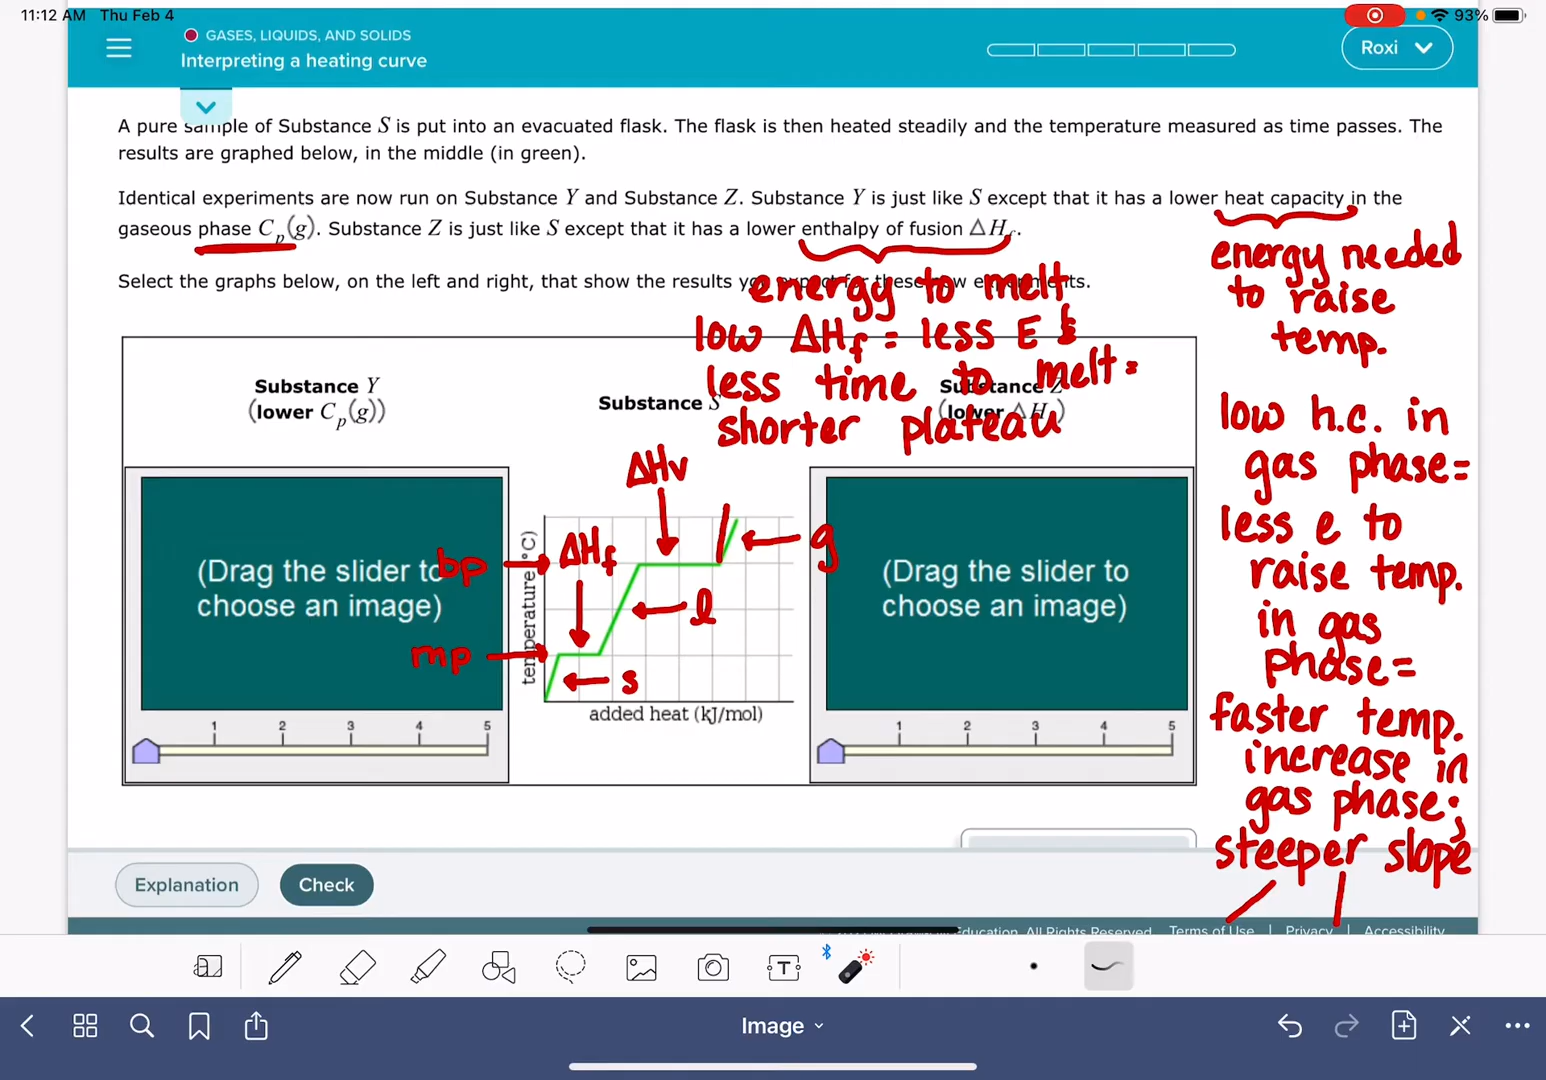 11:12 AM Thu Feb 4
93%
GASES, LIQUIDS, AND SOLIDS
Interpreting a heating curve
Roxi
A pure sample of Substance S is put into an evacuated flask. The flask is then heated steadily and the temperature measured as time passes. The
results are graphed below, in the middle (in green).
Identical experiments are now run on Substance Y and Substance Z. Substance Y is just like S except that it has a lower heat capacity in the
gaseous phase Cp(g). Substance Z is just like S except that it has a lower enthalpy of fusion ΔHf.
Select the graphs below, on the left and right, that show the results you expect for these new experiments.
energy needed
to raise
temp.
energy to melt
low ΔHf = less E &
less time to melt =
shorter plateau
low h.c. in
gas phase =
less e to
raise temp.
in gas
phase =
faster temp.
increase in
gas phase;
steeper slope
Substance Y
(lower Cp(g))
Substance S
Substance Z
(lower ΔH )
(Drag the slider to
choose an image)
1 2 3 4 5
ΔHv
ΔHf
bp
mp
g
l
s
temperature (°C)
added heat (kJ/mol)
(Drag the slider to
choose an image)
1 2 3 4 5
Explanation
Check
Education. All Rights Reserved. Terms of Use | Privacy | Accessibility
T
Image